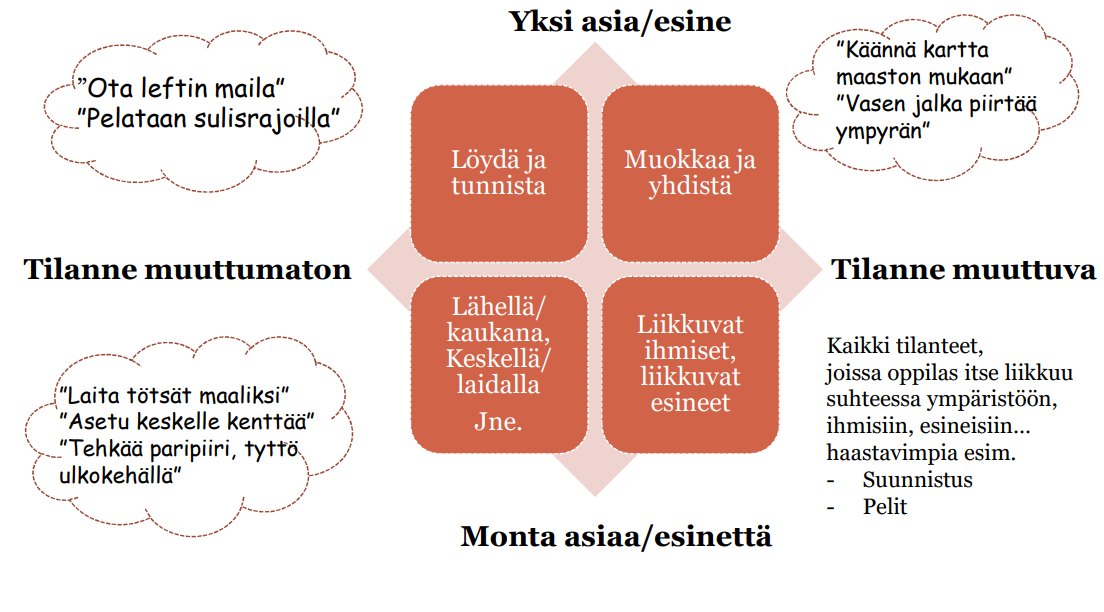 Yksi asia/esine
”Ota leftin maila”
”Pelataan sulisrajoilla”
”Käännä kartta
maaston mukaan”
”Vasen jalka piirtää
ympyrän”
Löydä ja
tunnista
Muokkaa ja
yhdistä
Tilanne muuttumaton
Tilanne muuttuva
Lähellä/
kaukana,
Keskellä/
laidalla
Jne.
Liikkuvat
ihmiset,
liikkuvat
esineet
”Laita tötsät maaliksi”
”Asetu keskelle kenttää”
”Tehkää paripiiri, tyttö
ulkokehällä”
Kaikki tilanteet,
joissa oppilas itse liikkuu
suhteessa ympäristöön,
ihmisiin, esineisiin…
haastavimpia esim.
- Suunnistus
- Pelit
Monta asiaa/esinettä